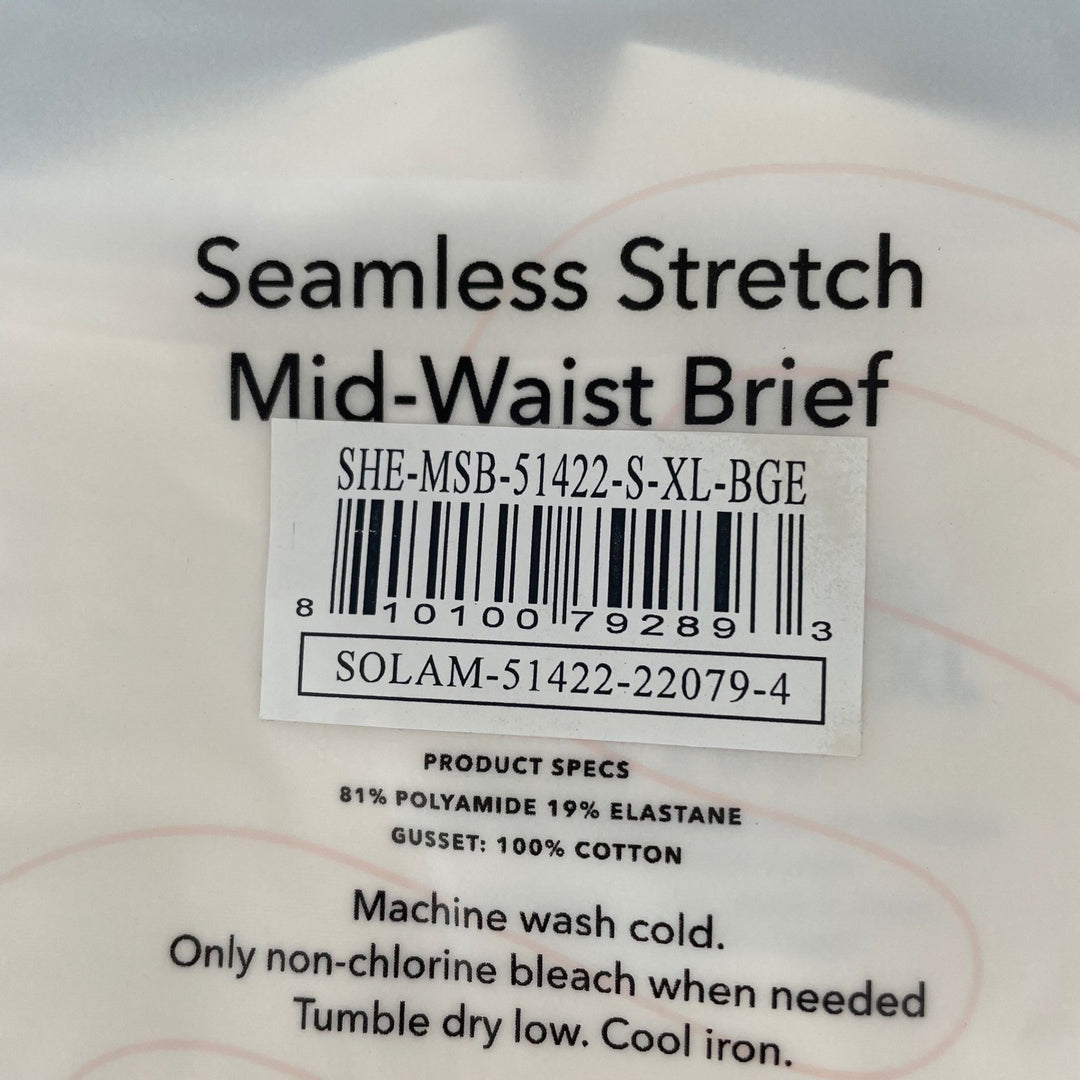 Seamless Stretch
Mid-Waist Brief
SHE-MSB-51422-S-XL-BGE
8 10100 79289 3
SOLAM-51422-22079-4
PRODUCT SPECS
81% POLYAMIDE 19% ELASTANE
GUSSET: 100% COTTON
Machine wash cold.
Only non-chlorine bleach when needed
Tumble dry low. Cool iron.